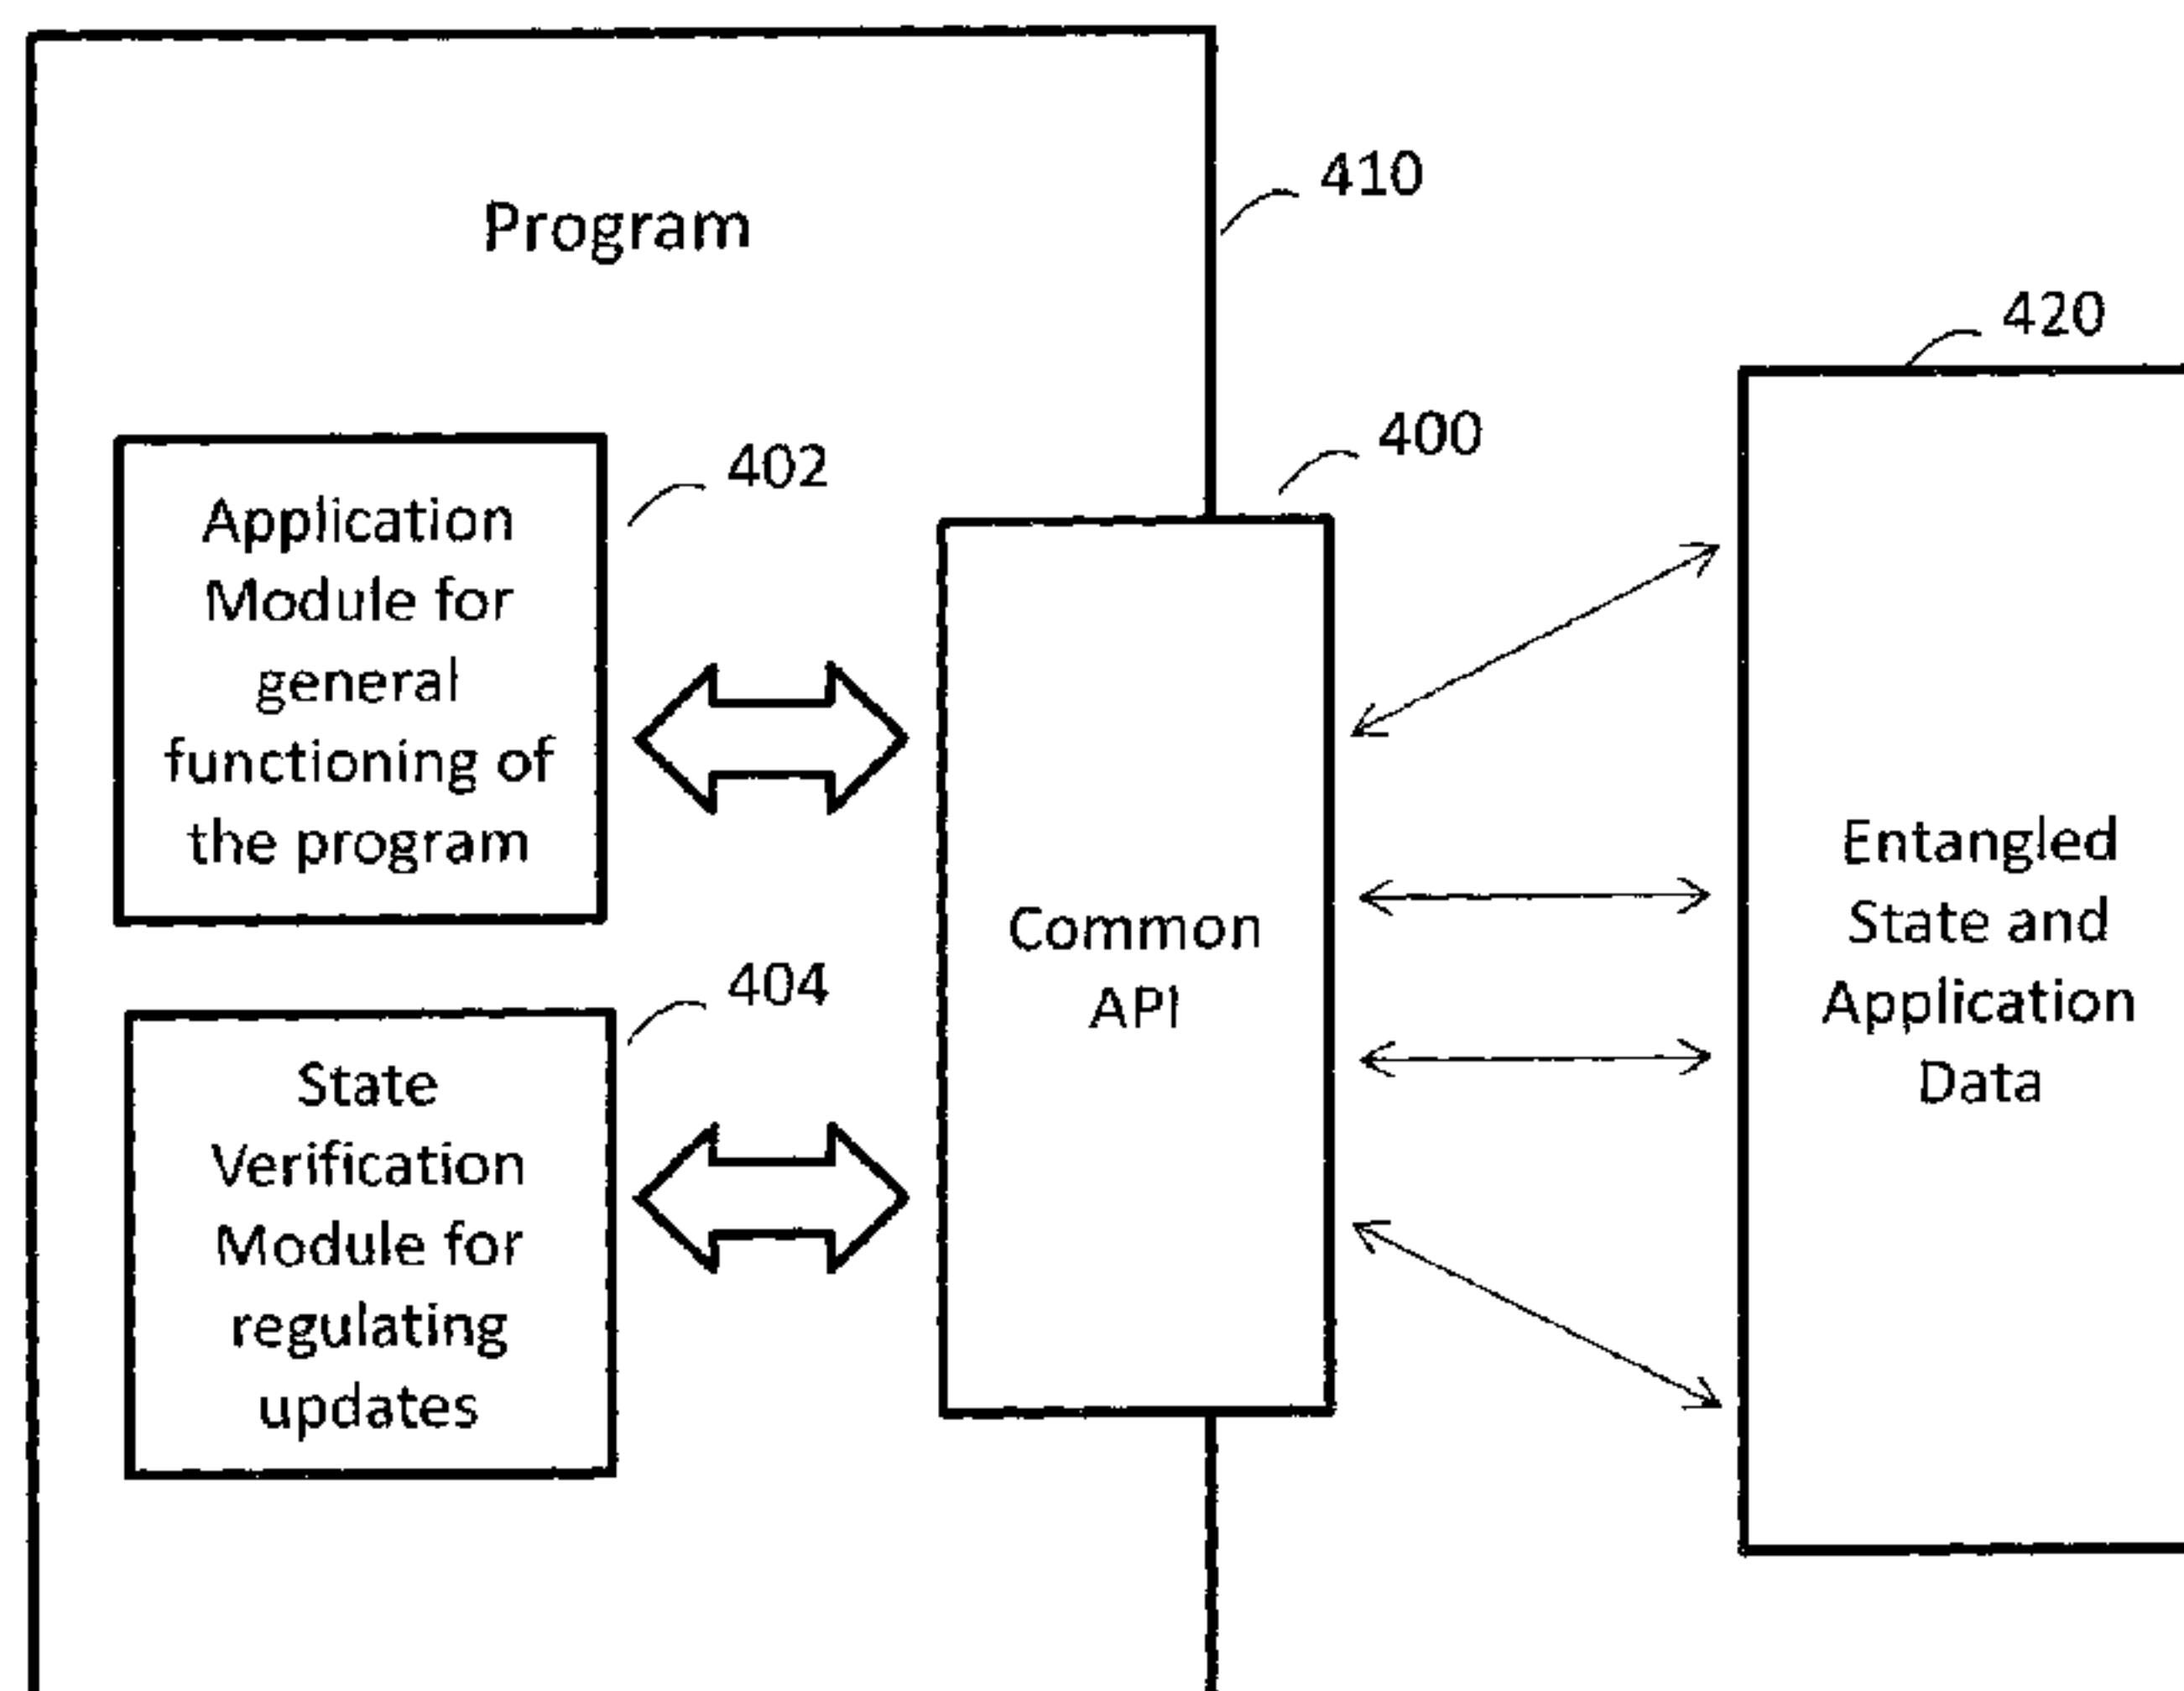 Program
410
420
400
402
Application
Module for
general
functioning of
the program
Common
API
Entangled
State and
Application
Data
404
State
Verification
Module for
regulating
updates